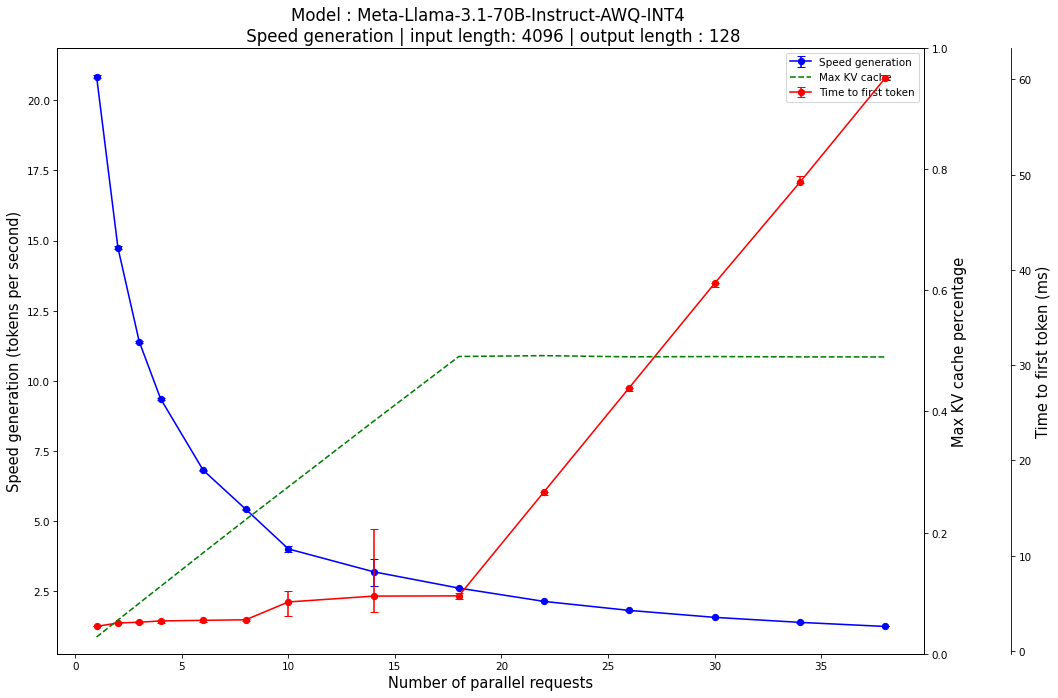 Model : Meta-Llama-3.1-70B-Instruct-AWQ-INT4
Speed generation | input length: 4096 | output length : 128
Speed generation
Max KV cache
Time to first token
Speed generation (tokens per second)
20.0
17.5
15.0
12.5
10.0
7.5
5.0
2.5
1.0
0.8
0.6
0.4
0.2
0.0
Max KV cache percentage
60
50
40
30
20
10
0
Time to first token (ms)
0 5 10 15 20 25 30 35
Number of parallel requests